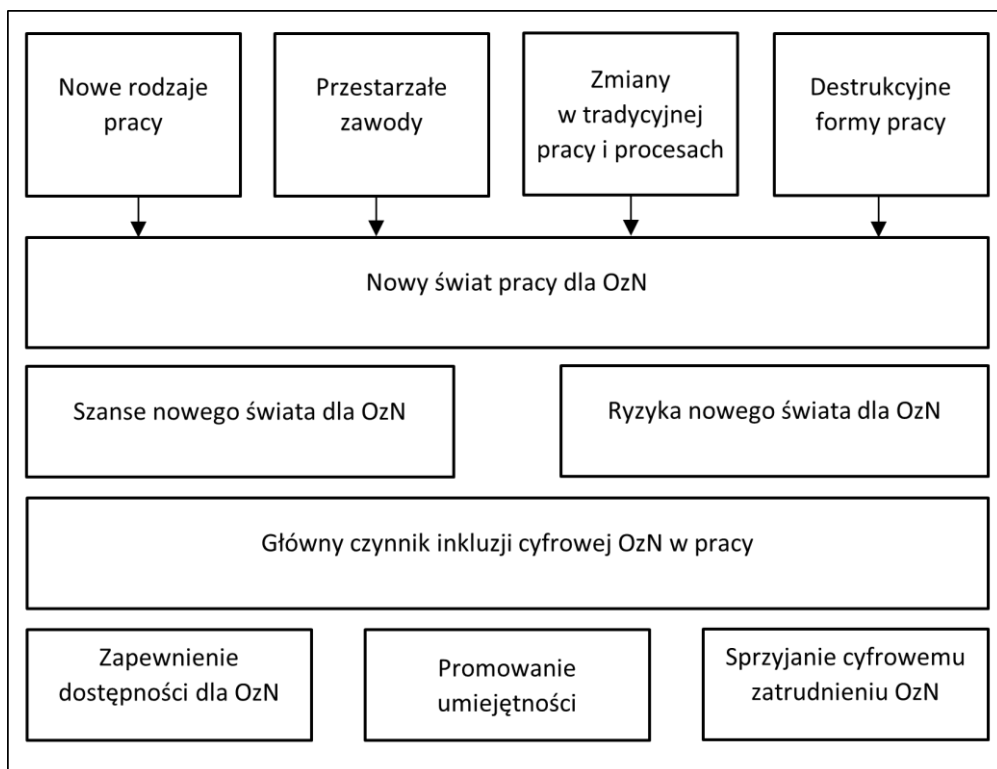 Nowe rodzaje
pracy
Przestarzałe
zawody
Zmiany
w tradycyjnej
pracy i procesach
Destrukcyjne
formy pracy
Nowy świat pracy dla OzN
Szanse nowego świata dla OzN
Ryzyka nowego świata dla OzN
Główny czynnik inkluzji cyfrowej OzN w pracy
Zapewnienie
dostępności dla OzN
Promowanie
umiejętności
Sprzyjanie cyfrowemu
zatrudnieniu OzN